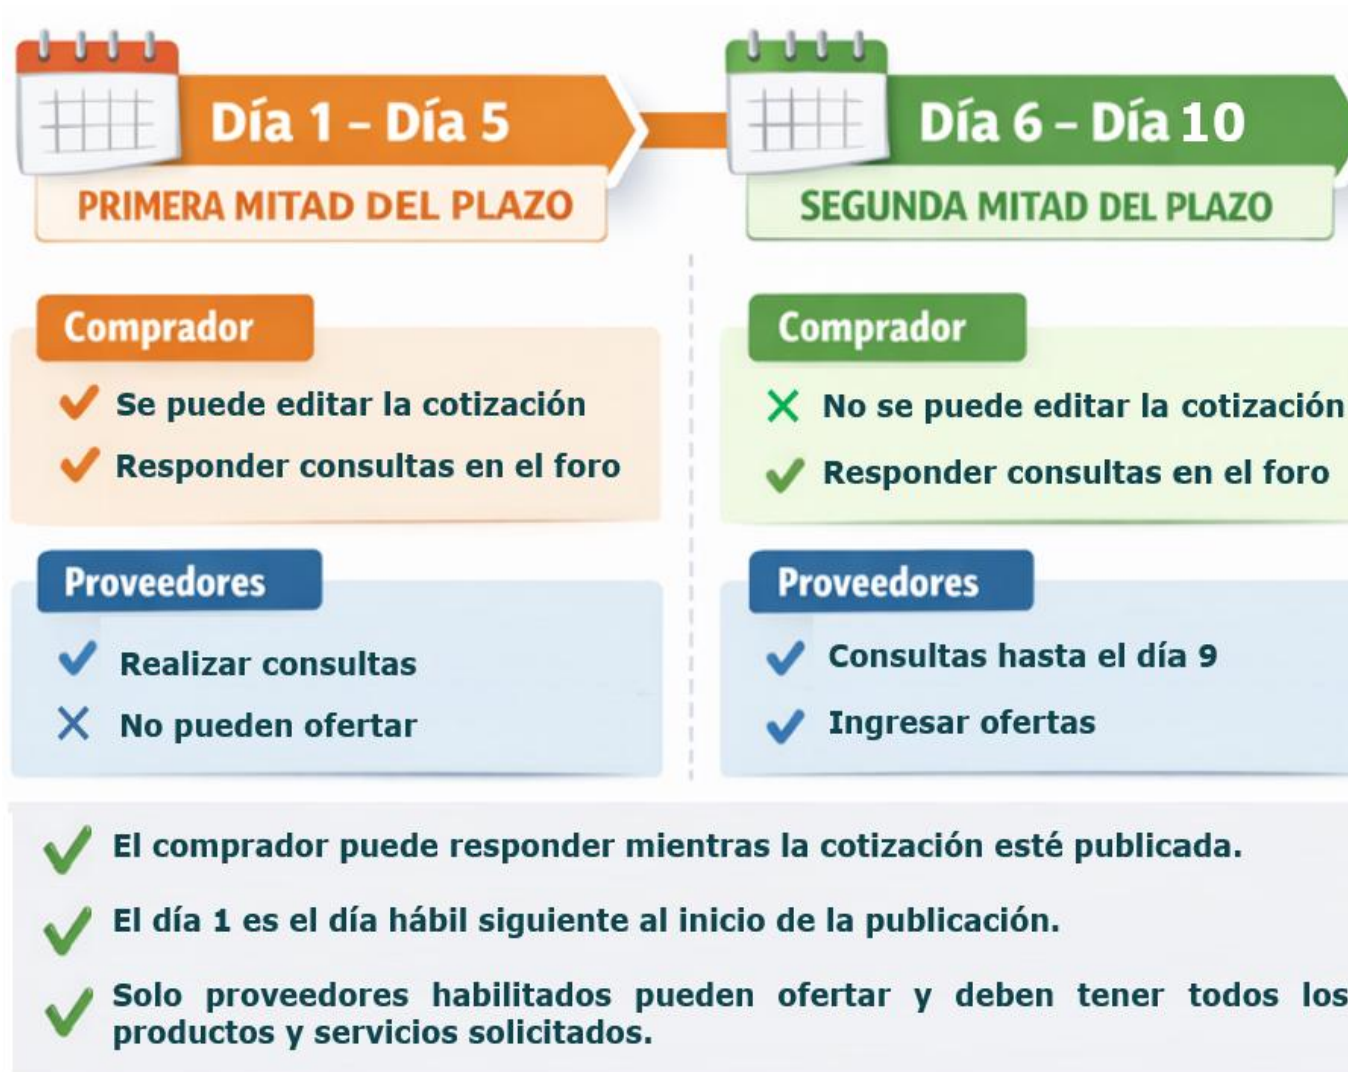 Día 1 – Día 5
PRIMERA MITAD DEL PLAZO
Comprador
Se puede editar la cotización
Responder consultas en el foro
Proveedores
Realizar consultas
No pueden ofertar
Día 6 – Día 10
SEGUNDA MITAD DEL PLAZO
Comprador
No se puede editar la cotización
Responder consultas en el foro
Proveedores
Consultas hasta el día 9
Ingresar ofertas
El comprador puede responder mientras la cotización esté publicada.
El día 1 es el día hábil siguiente al inicio de la publicación.
Solo proveedores habilitados pueden ofertar y deben tener todos los
productos y servicios solicitados.